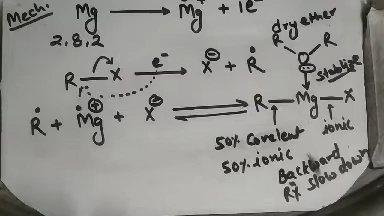 Mech: Mg ⟶ Mg⁺ + 1e⁻
2,8,2
dry ether
R O R
stabilize
R — X e⁻ ⟶ X⊖ + Ṙ
Ṙ + Mg⊕ + X⊖ ⇌ R — Mg — X
50% Covelent
50% ionic
ionic
Backward
RX slow down